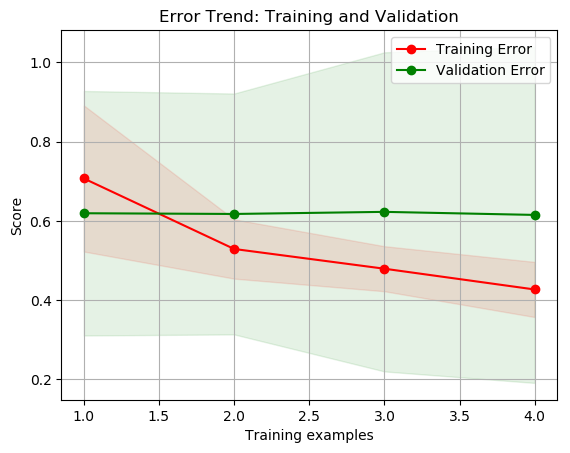 Error Trend: Training and Validation
Training Error
Validation Error
1.0
0.8
0.6
0.4
0.2
Score
1.0
1.5
2.0
2.5
3.0
3.5
4.0
Training examples